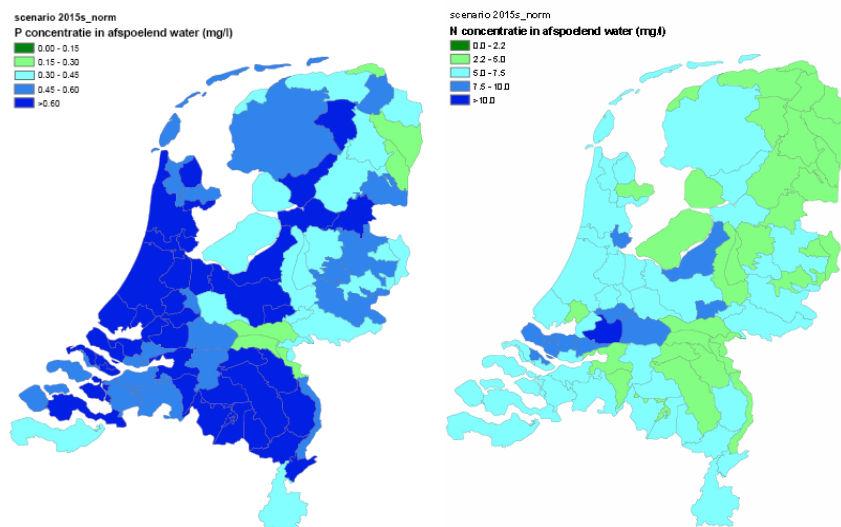 scenario 2015s_norm
P concentratie in afspoelend water (mg/l)
0.00 - 0.15
0.15 - 0.30
0.30 - 0.45
0.45 - 0.60
>0.60
scenario 2015s_norm
N concentratie in afspoelend water (mg/l)
0.0 - 2.2
2.2 - 5.0
5.0 - 7.5
7.5 - 10.0
>10.0